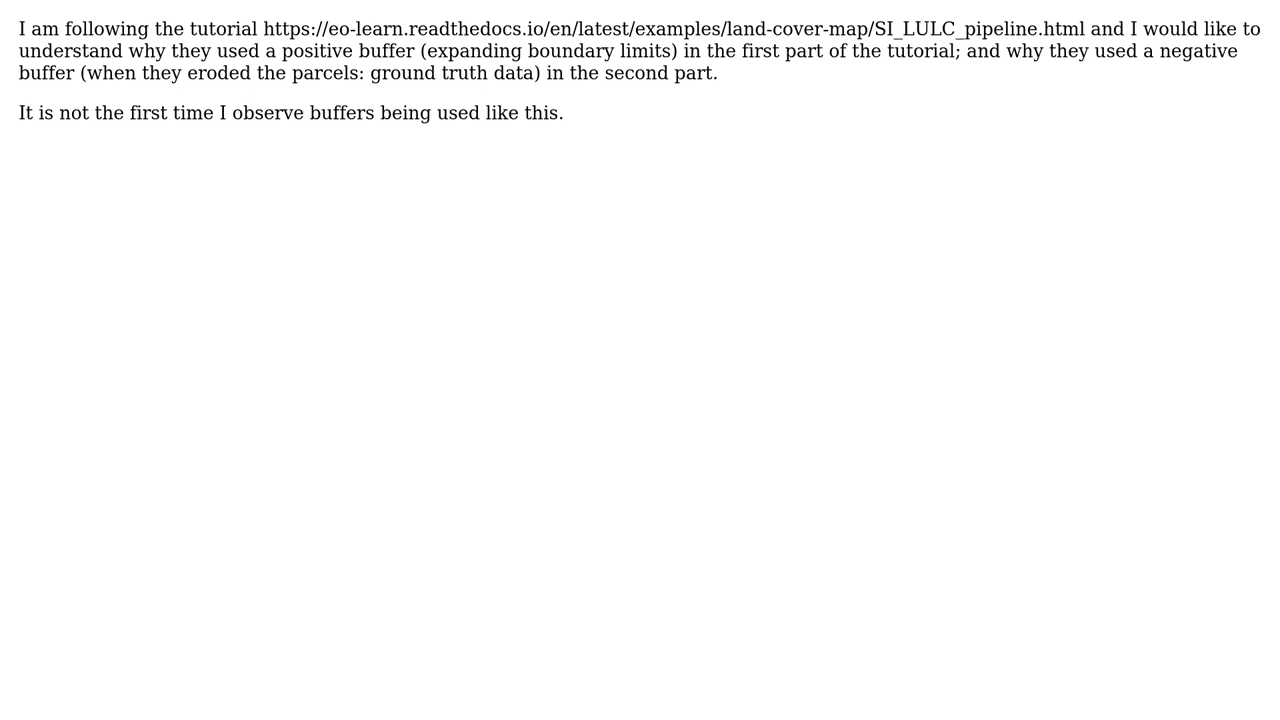 I am following the tutorial https://eo-learn.readthedocs.io/en/latest/examples/land-cover-map/SI_LULC_pipeline.html and I would like to
understand why they used a positive buffer (expanding boundary limits) in the first part of the tutorial; and why they used a negative
buffer (when they eroded the parcels: ground truth data) in the second part.
It is not the first time I observe buffers being used like this.